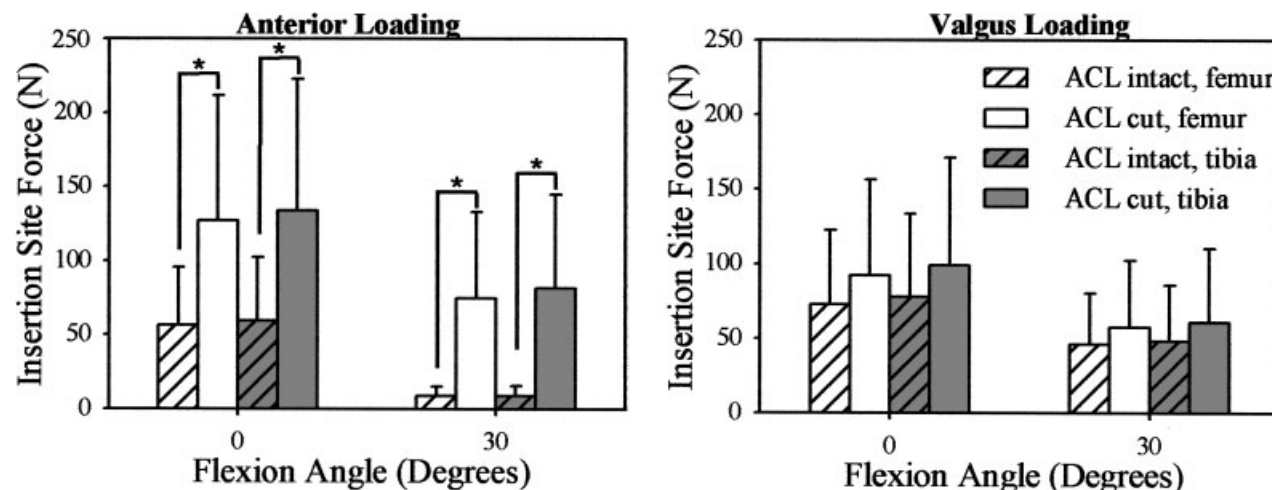 Anterior Loading
250
200
150
100
50
0
Insertion Site Force (N)
*
*
*
*
0
30
Flexion Angle (Degrees)
Valgus Loading
250
200
150
100
50
0
Insertion Site Force (N)
ACL intact, femur
ACL cut, femur
ACL intact, tibia
ACL cut, tibia
0
30
Flexion Angle (Degrees)